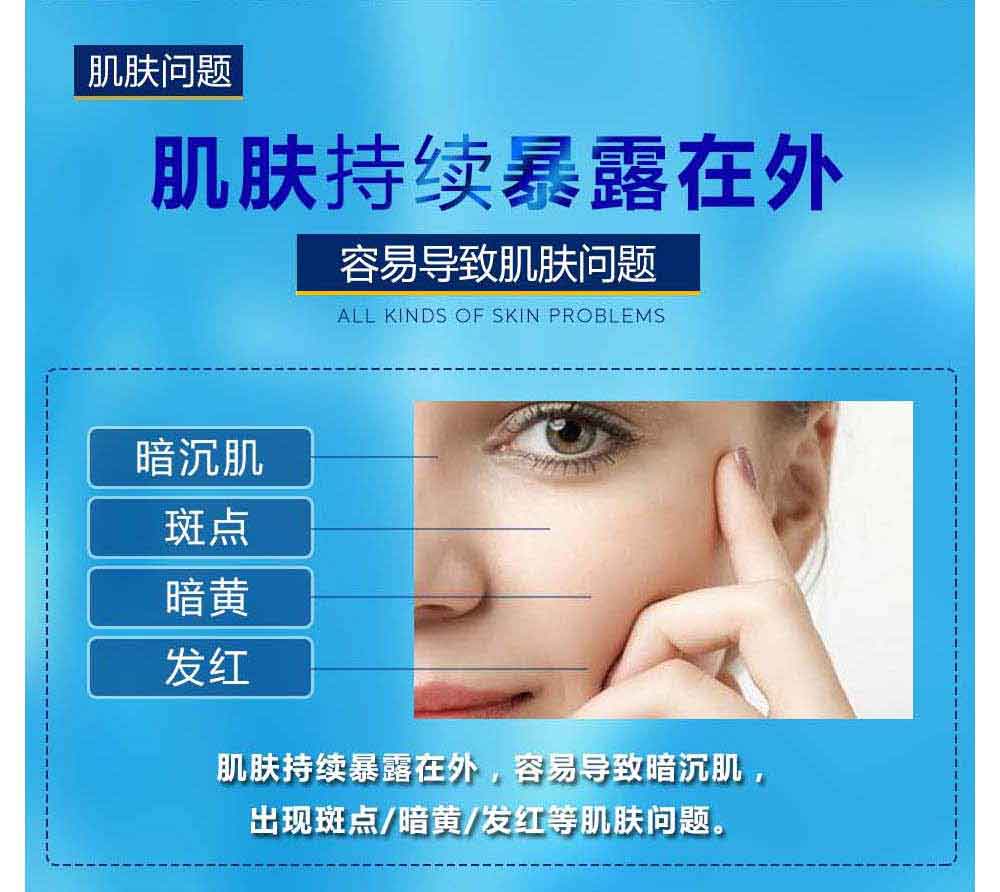 肌肤问题
肌肤持续暴露在外
容易导致肌肤问题
ALL KINDS OF SKIN PROBLEMS
暗沉肌
斑点
暗黄
发红
肌肤持续暴露在外，容易导致暗沉肌，
出现斑点/暗黄/发红等肌肤问题。